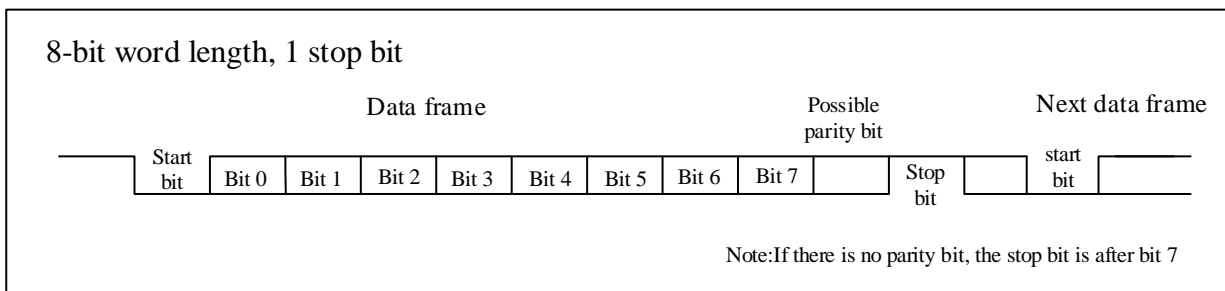 8-bit word length, 1 stop bit
Data frame
Possible
parity bit
Next data frame
Start
bit
Bit 0
Bit 1
Bit 2
Bit 3
Bit 4
Bit 5
Bit 6
Bit 7
Stop
bit
start
bit
Note:If there is no parity bit, the stop bit is after bit 7